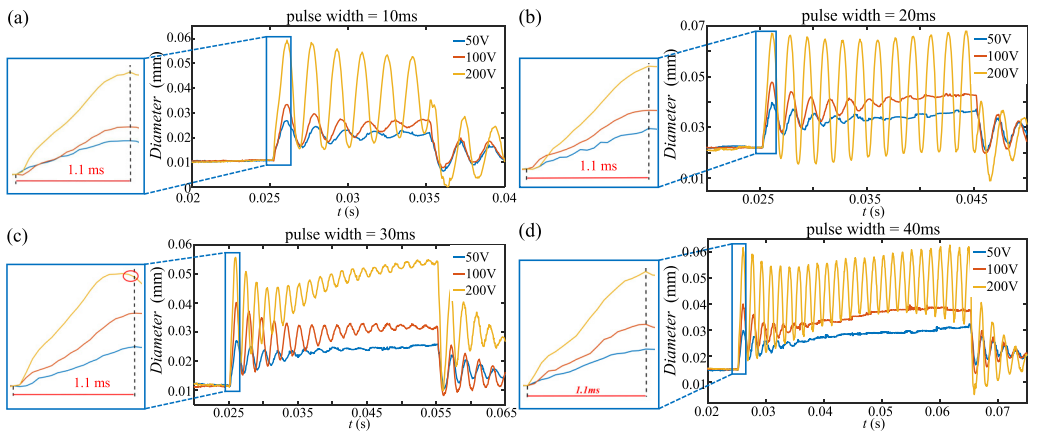 (a)
pulse width = 10ms
0.06
0.05
0.04
0.03
0.02
0.01
0
Diameter (mm)
50V
100V
200V
1.1 ms
0.02
0.025
0.03
0.035
0.04
t (s)
(b)
pulse width = 20ms
0.07
0.05
0.03
0.01
Diameter (mm)
50V
100V
200V
1.1 ms
0.025
0.035
0.045
t (s)
(c)
pulse width = 30ms
0.06
0.05
0.04
0.03
0.02
0.01
Diameter (mm)
50V
100V
200V
1.1 ms
0.025
0.035
0.045
0.055
0.065
t (s)
(d)
pulse width = 40ms
0.06
0.05
0.04
0.03
0.02
0.01
0
Diameter (mm)
50V
100V
200V
1.1ms
0.02
0.03
0.04
0.05
0.06
0.07
t (s)